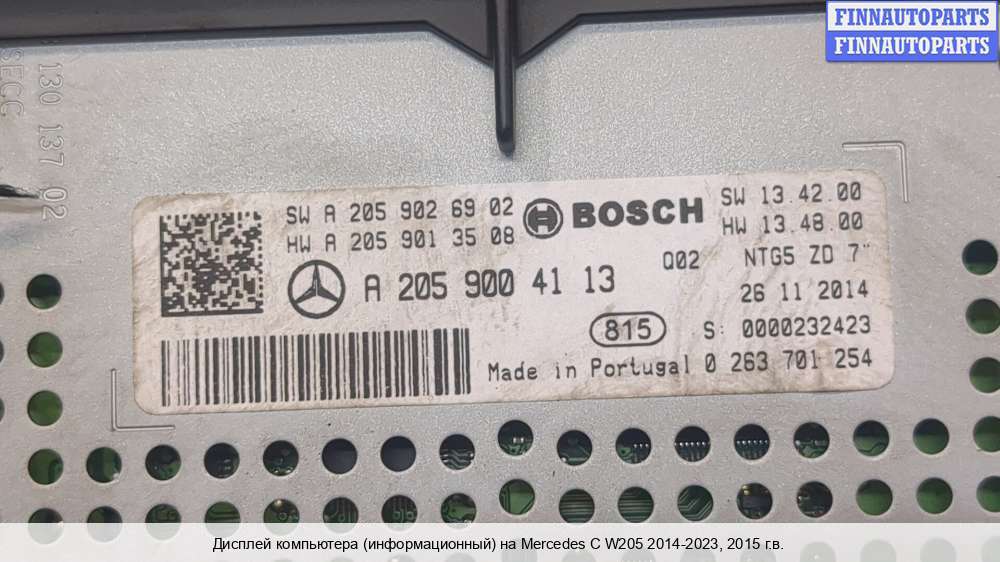 FINNAUTOPARTS
FINNAUTOPARTS
130 137 02
SECC
SW A 205 902 69 02
HW A 205 901 35 08
BOSCH
SW 13.42.00
HW 13.48.00
A 205 900 41 13
Q02
NTG5 ZD 7"
26 11 2014
815
S: 0000232423
Made in Portugal 0 263 701 254
Дисплей компьютера (информационный) на Mercedes C W205 2014-2023, 2015 г.в.